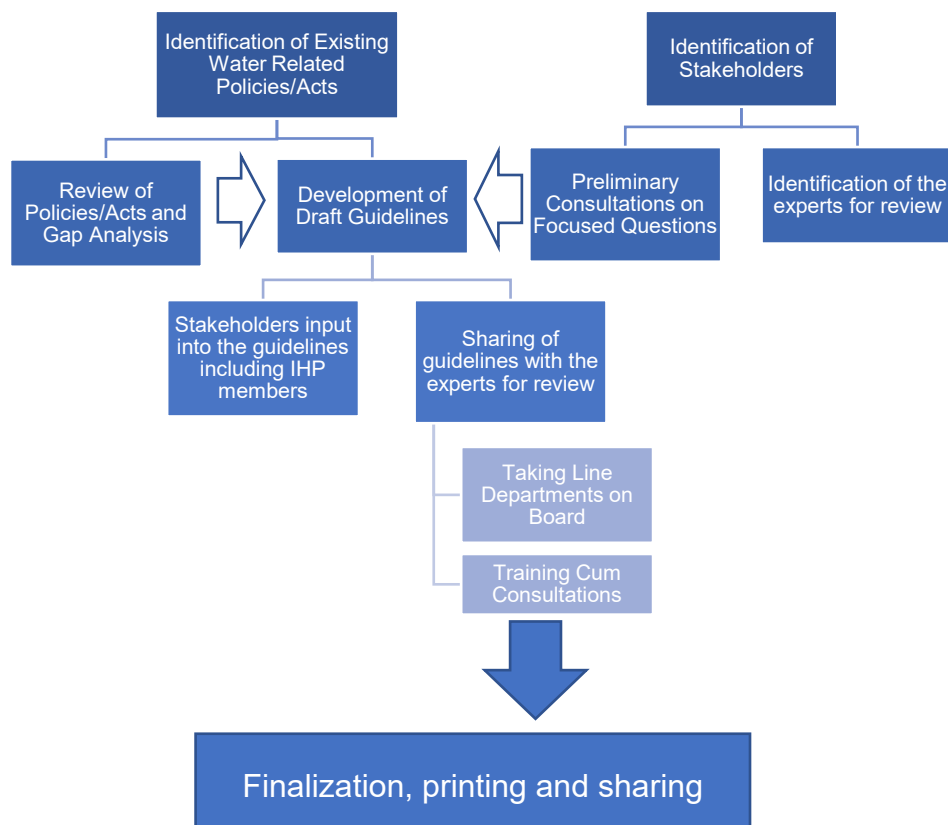 Identification of Existing
Water Related
Policies/Acts
Identification of
Stakeholders
Review of
Policies/Acts and
Gap Analysis
Development of
Draft Guidelines
Preliminary
Consultations on
Focused Questions
Identification of the
experts for review
Stakeholders input
into the guidelines
including IHP
members
Sharing of
guidelines with the
experts for review
Taking Line
Departments on
Board
Training Cum
Consultations
Finalization, printing and sharing